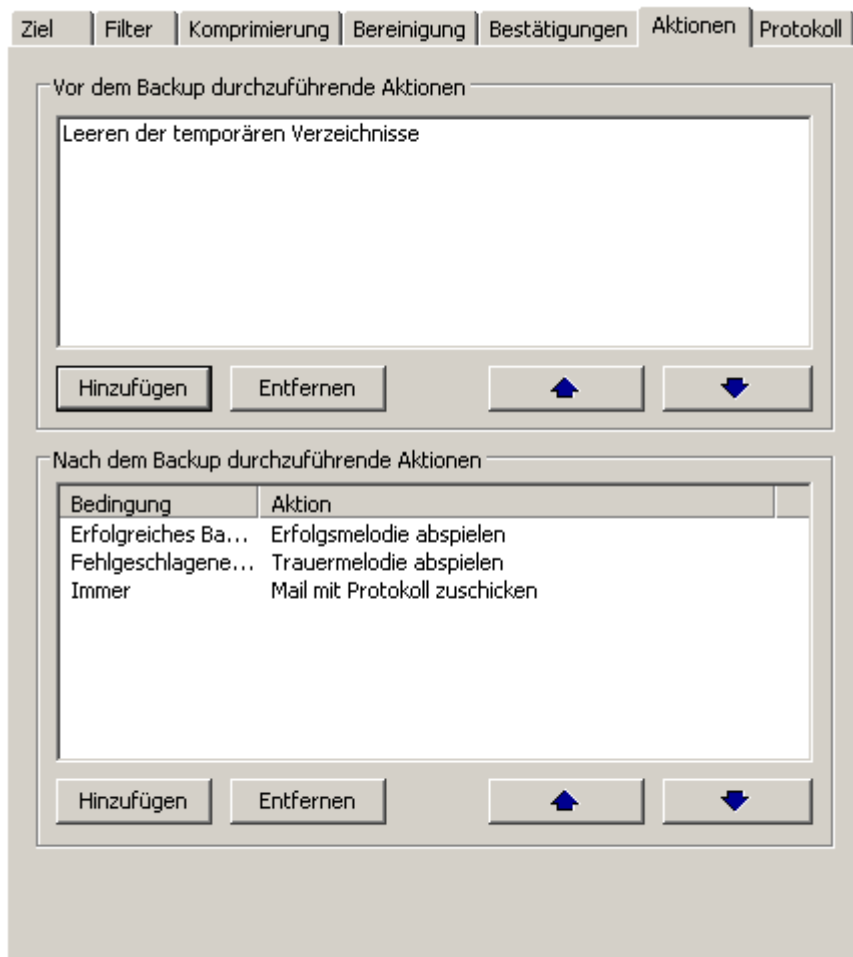 Ziel Filter Komprimierung Bereinigung Bestätigungen Aktionen Protokoll
Vor dem Backup durchzuführende Aktionen
Leeren der temporären Verzeichnisse
Hinzufügen Entfernen
Nach dem Backup durchzuführende Aktionen
Bedingung Aktion
Erfolgreiches Ba... Erfolgsmelodie abspielen
Fehlgeschlagene... Trauermelodie abspielen
Immer Mail mit Protokoll zuschicken
Hinzufügen Entfernen